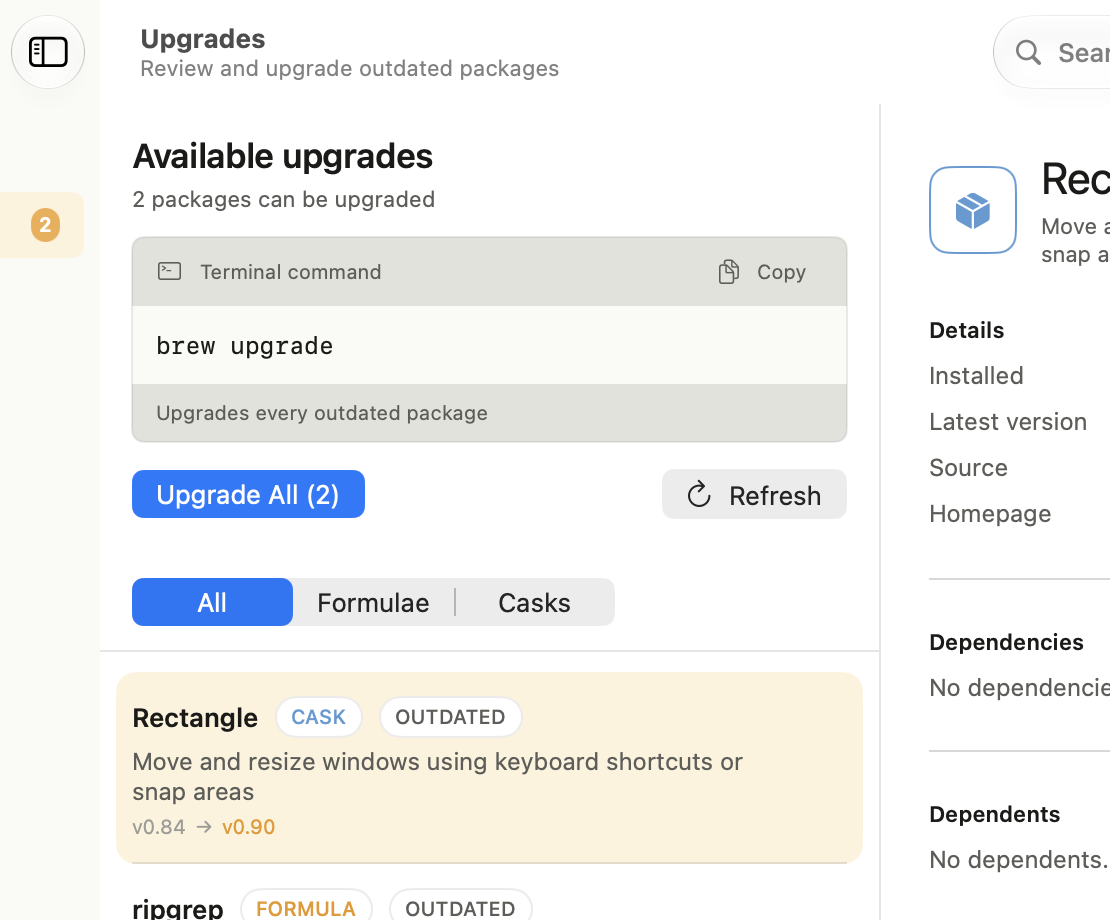 Upgrades
Review and upgrade outdated packages
Sear
2
Available upgrades
2 packages can be upgraded
Terminal command
Copy
brew upgrade
Upgrades every outdated package
Upgrade All (2)
Refresh
All
Formulae
Casks
Rectangle
CASK
OUTDATED
Move and resize windows using keyboard shortcuts or
snap areas
v0.84 → v0.90
ripgrep
FORMULA
OUTDATED
Rec
Move a
snap a
Details
Installed
Latest version
Source
Homepage
Dependencies
No dependencie
Dependents
No dependents.